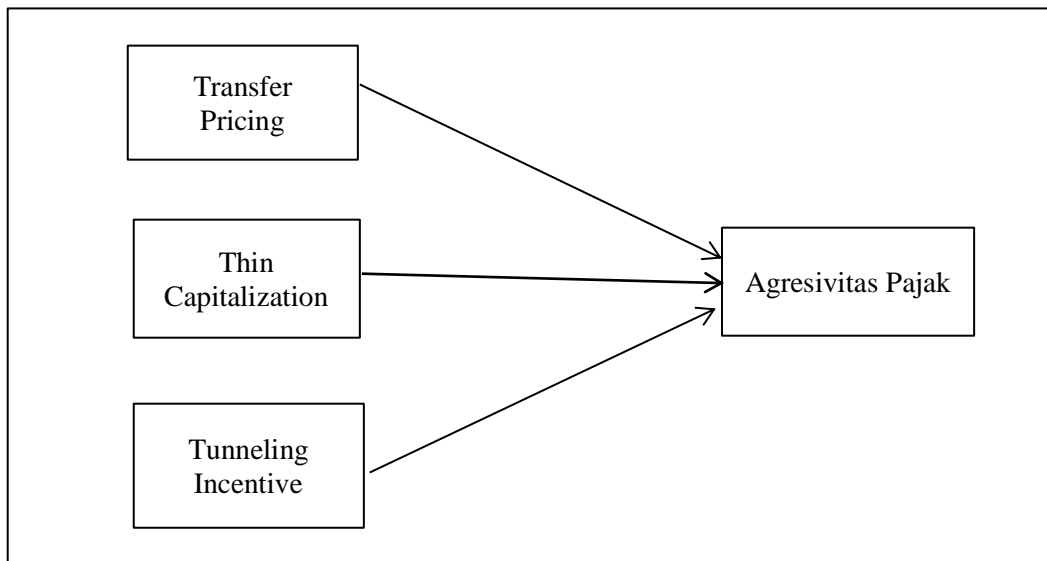 Transfer
Pricing
Thin
Capitalization
Agresivitas Pajak
Tunneling
Incentive